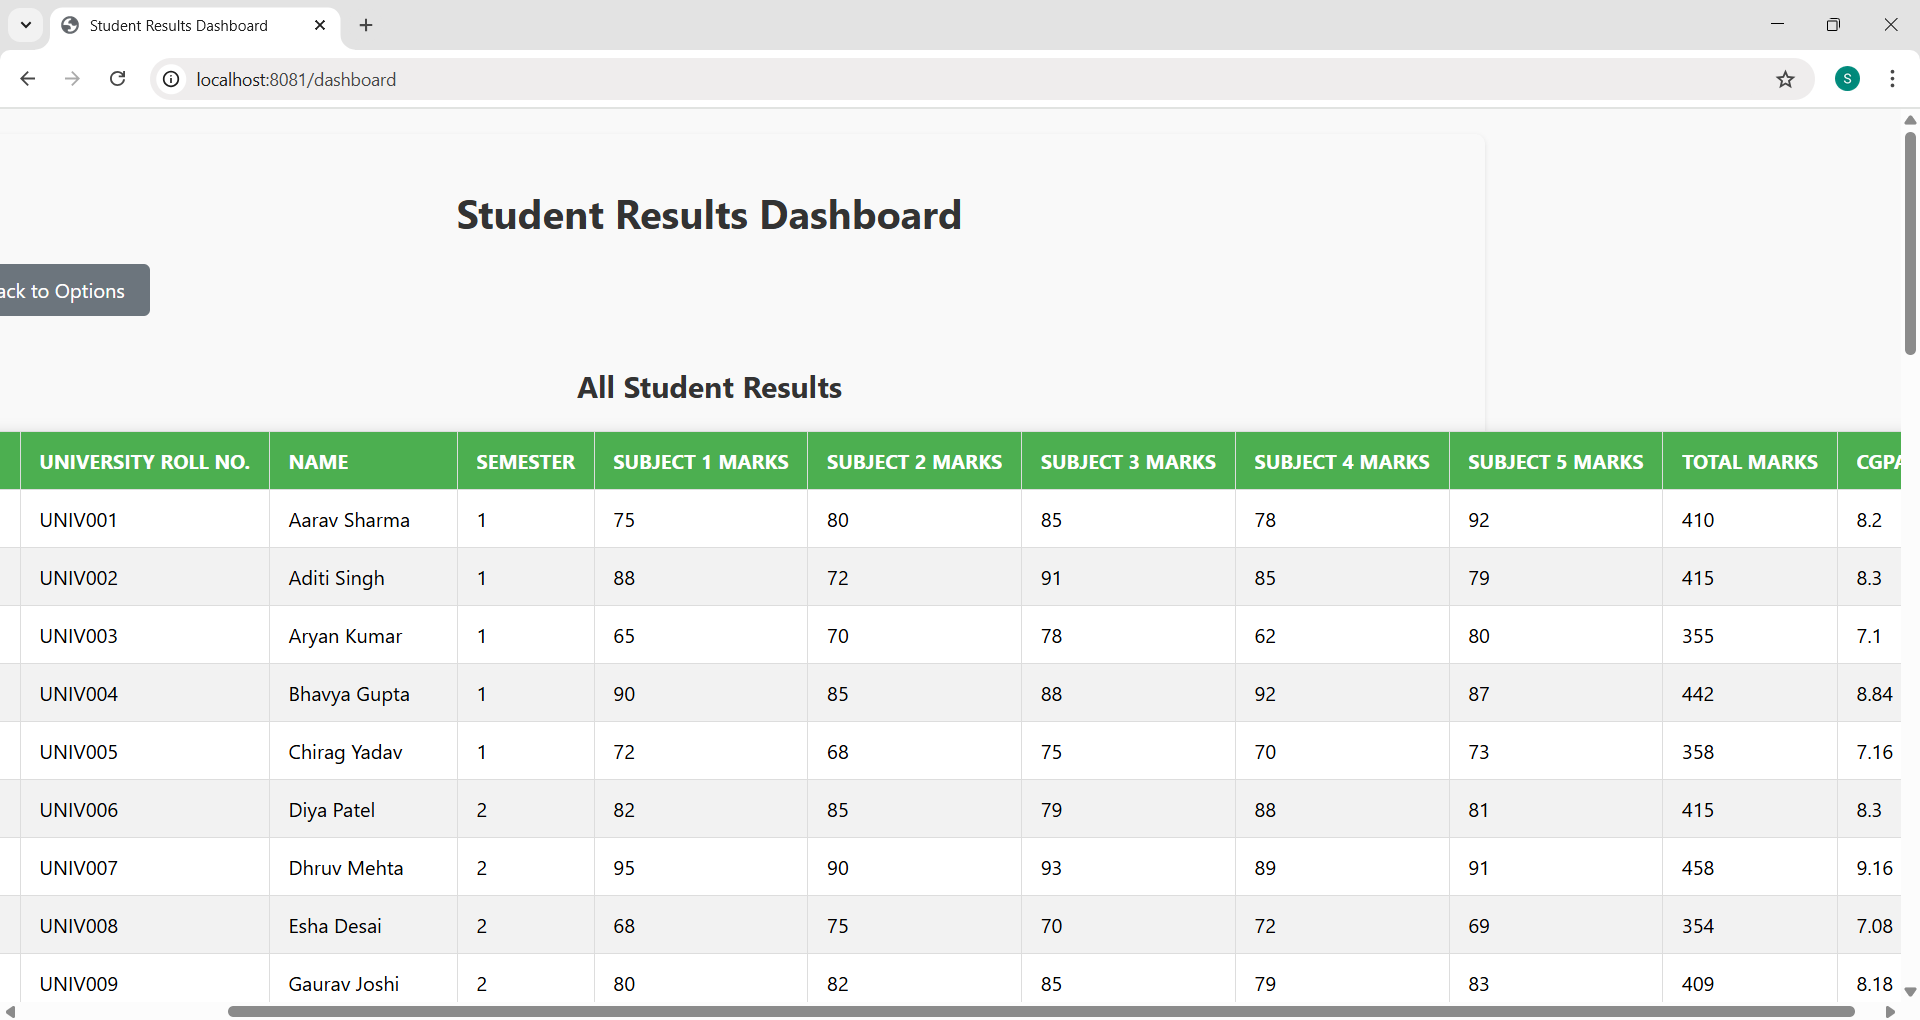 Student Results Dashboard
localhost:8081/dashboard
S
Student Results Dashboard
ack to Options
All Student Results
UNIVERSITY ROLL NO. NAME SEMESTER SUBJECT 1 MARKS SUBJECT 2 MARKS SUBJECT 3 MARKS SUBJECT 4 MARKS SUBJECT 5 MARKS TOTAL MARKS CGPA
UNIV001 Aarav Sharma 1 75 80 85 78 92 410 8.2
UNIV002 Aditi Singh 1 88 72 91 85 79 415 8.3
UNIV003 Aryan Kumar 1 65 70 78 62 80 355 7.1
UNIV004 Bhavya Gupta 1 90 85 88 92 87 442 8.84
UNIV005 Chirag Yadav 1 72 68 75 70 73 358 7.16
UNIV006 Diya Patel 2 82 85 79 88 81 415 8.3
UNIV007 Dhruv Mehta 2 95 90 93 89 91 458 9.16
UNIV008 Esha Desai 2 68 75 70 72 69 354 7.08
UNIV009 Gaurav Joshi 2 80 82 85 79 83 409 8.18